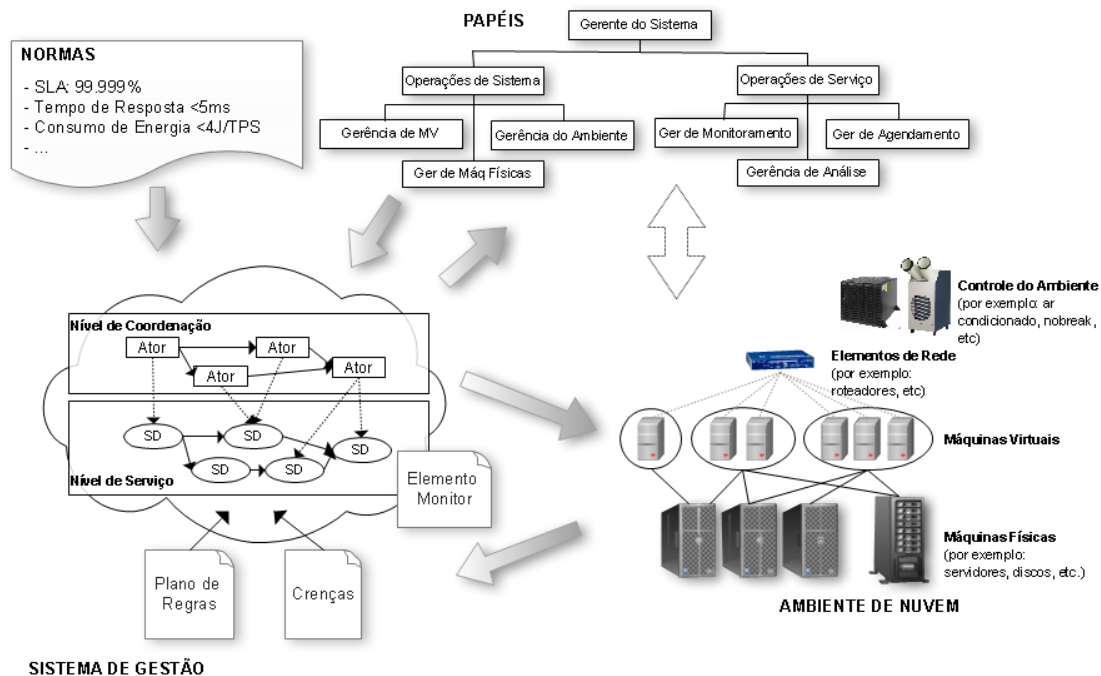 PAPÉIS
Gerente do Sistema
Operações de Sistema
Operações de Serviço
Gerência de MV
Gerência do Ambiente
Ger de Máq Físicas
Ger de Monitoramento
Ger de Agendamento
Gerência de Análise
NORMAS
- SLA: 99.999%
- Tempo de Resposta <5ms
- Consumo de Energia <4J/TPS
- ...
Nível de Coordenação
Ator
Ator
Ator
Ator
SD
SD
SD
SD
SD
Nível de Serviço
Elemento
Monitor
Plano de
Regras
Crenças
SISTEMA DE GESTÃO
Controle do Ambiente
(por exemplo: ar
condicionado, nobreak,
etc)
Elementos de Rede
(por exemplo:
roteadores, etc)
Máquinas Virtuais
Máquinas Físicas
(por exemplo:
servidores, discos, etc.)
AMBIENTE DE NUVEM